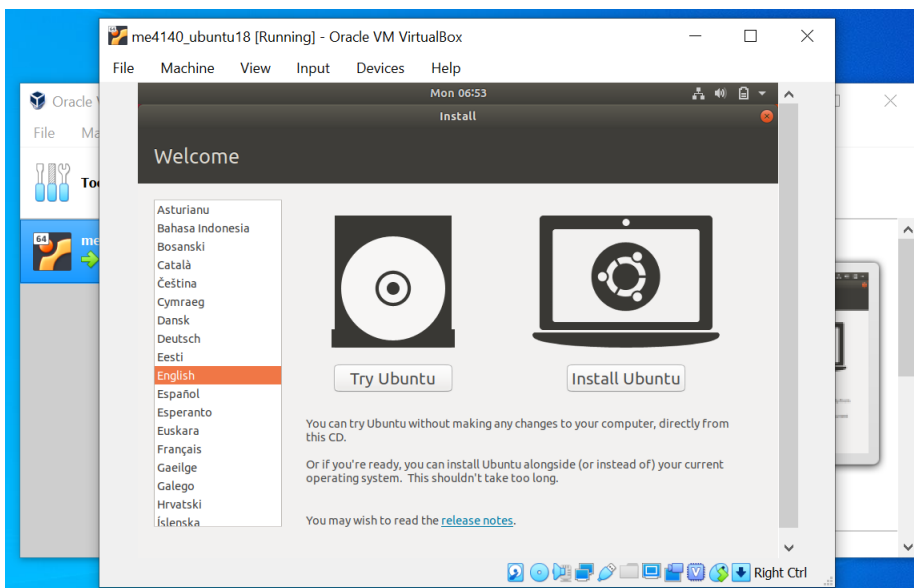 me4140_ubuntu18 [Running] - Oracle VM VirtualBox
File Machine View Input Devices Help
Mon 06:53
Install
Welcome
Oracle
File
64
Asturianu
Bahasa Indonesia
Bosanski
Català
Čeština
Cymraeg
Dansk
Deutsch
Eesti
English
Español
Esperanto
Euskara
Français
Gaeilge
Galego
Hrvatski
Íslenska
Try Ubuntu
Install Ubuntu
You can try Ubuntu without making any changes to your computer, directly from
this CD.
Or if you're ready, you can install Ubuntu alongside (or instead of) your current
operating system. This shouldn't take too long.
You may wish to read the release notes.
Right Ctrl